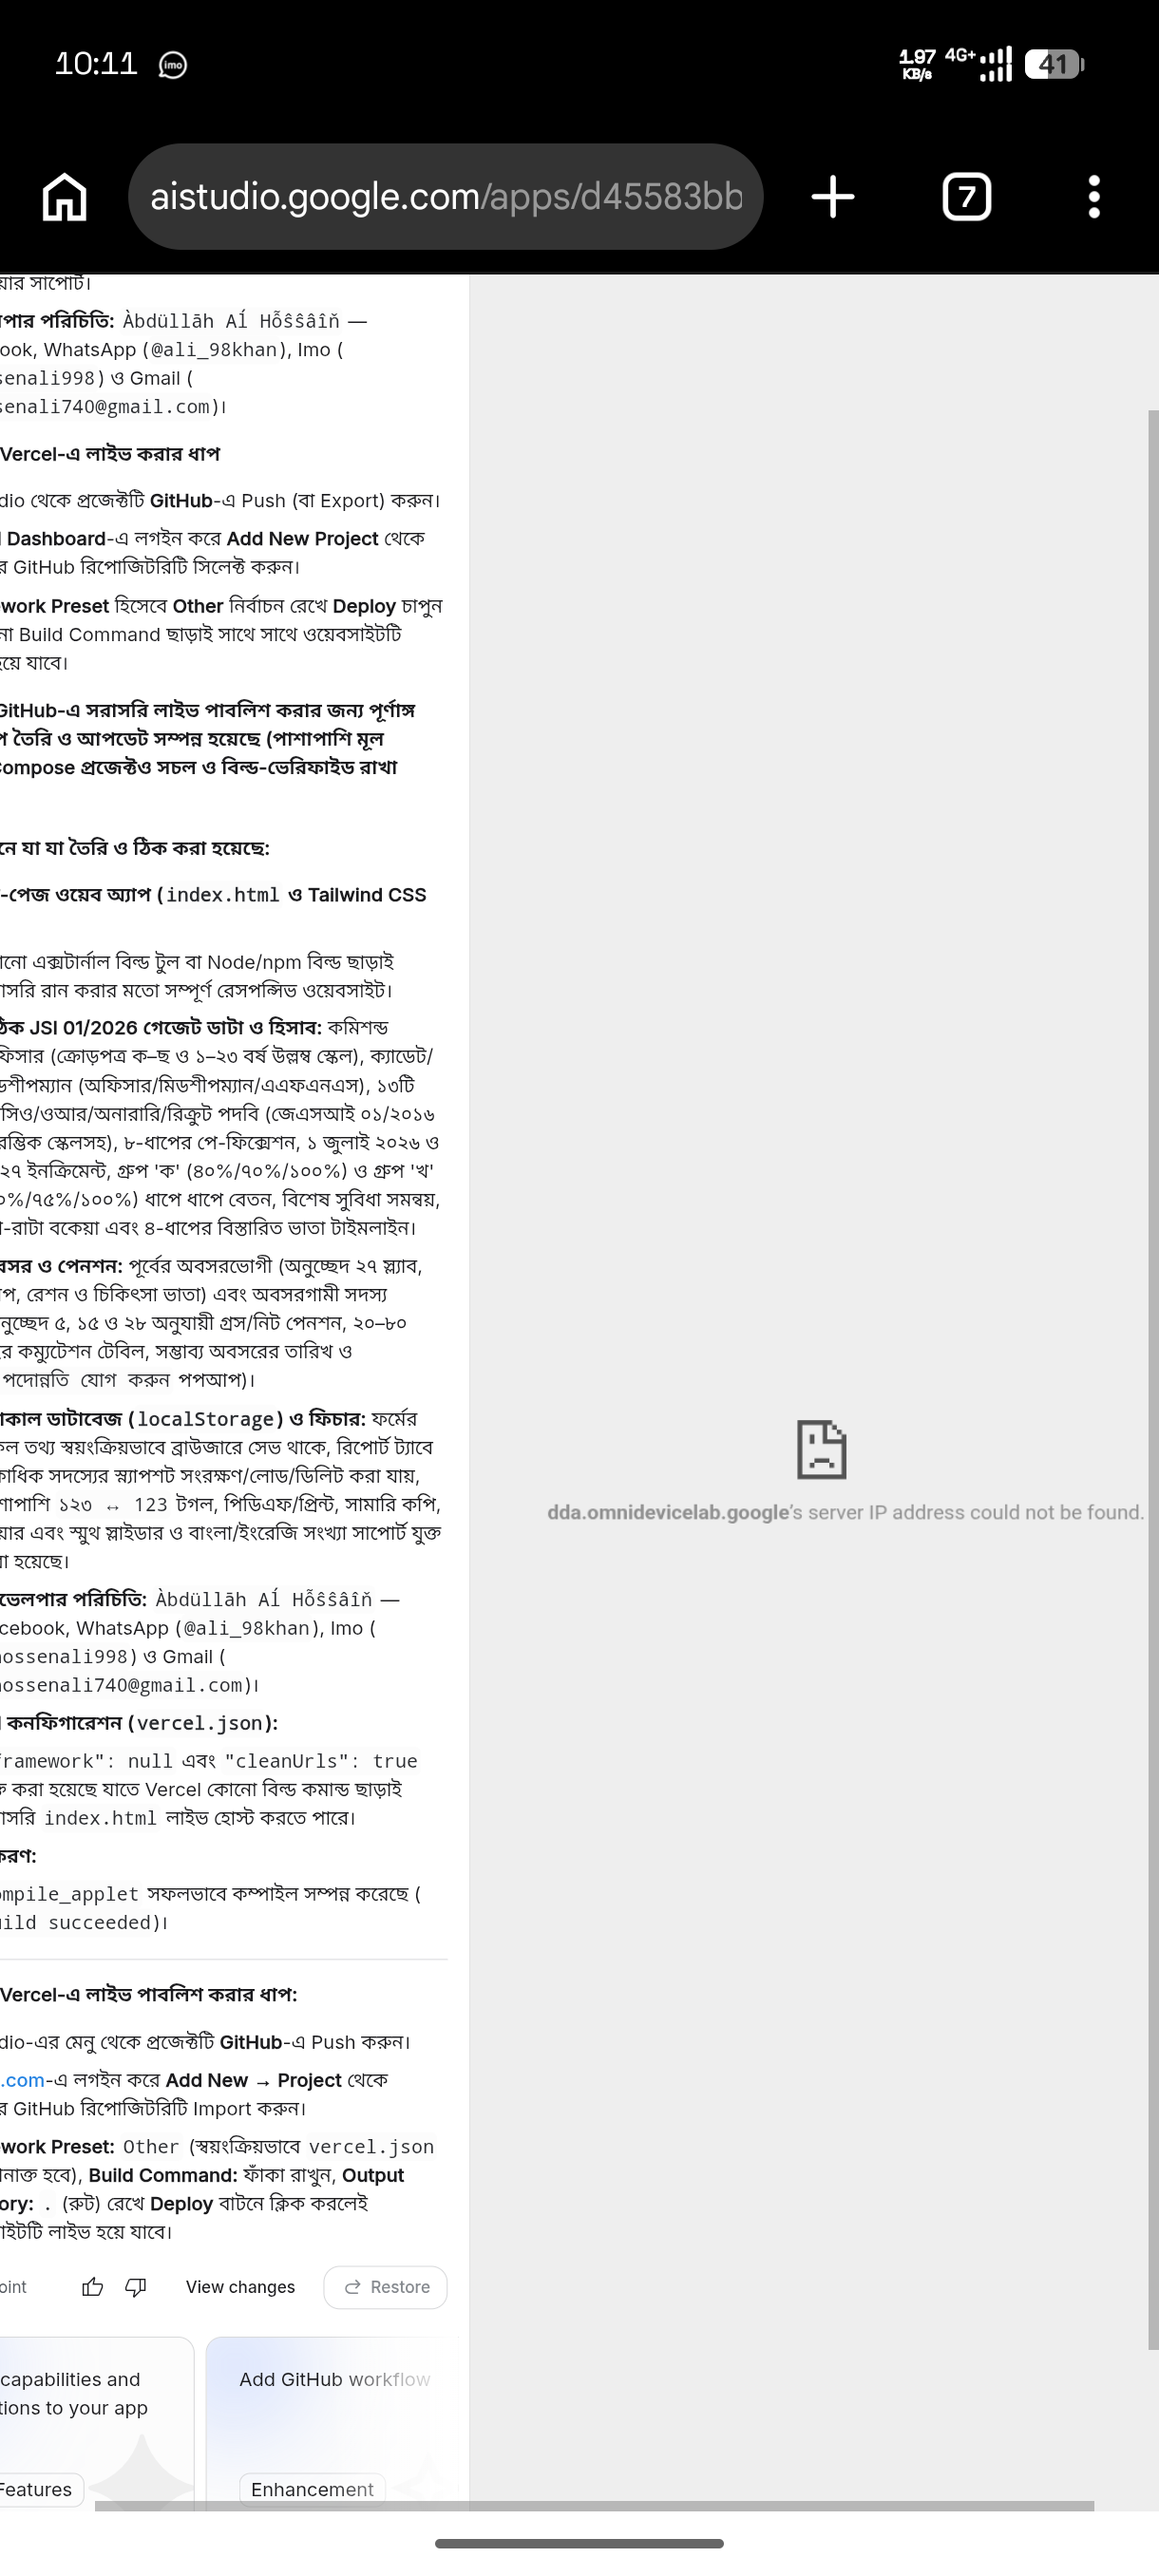 10:11
imo
1.97 KB/s
4G+
41
aistudio.google.com/apps/d45583bb
7
য়ার সাপোর্ট।
পার পরিচিতি: Àbdüllāh AĺHȱŝŝâîň —
ook, WhatsApp (@ali_98khan), Imo (
senali998) ও Gmail (
senali740@gmail.com)।
Vercel-এ লাইভ করার ধাপ
dio থেকে প্রজেক্টটি GitHub-এ Push (বা Export) করুন।
l Dashboard-এ লগইন করে Add New Project থেকে
র GitHub রিপোজিটরিটি সিলেক্ট করুন।
work Preset হিসেবে Other নির্বাচন রেখে Deploy চাপুন
না Build Command ছাড়াই সাথে সাথে ওয়েবসাইটটি
হয়ে যাবে।
GitHub-এ সরাসরি লাইভ পাবলিশ করার জন্য পূর্ণাঙ্গ
প তৈরি ও আপডেট সম্পন্ন হয়েছে (পাশাপাশি মূল
Compose প্রজেক্টও সচল ও বিল্ড-ভেরিফাইড রাখা
নে যা যা তৈরি ও ঠিক করা হয়েছে:
-পেজ ওয়েব অ্যাপ (index.html ও Tailwind CSS
ানো এক্সটার্নাল বিল্ড টুল বা Node/npm বিল্ড ছাড়াই
াসরি রান করার মতো সম্পূর্ণ রেসপন্সিভ ওয়েবসাইট।
ঠিক JSI 01/2026 গেজেট ডাটা ও হিসাব: কমিশন্ড
ফিসার (ক্রোড়পত্র ক–ছ ও ১–২৩ বর্ষ উল্লম্ব স্কেল), ক্যাডেট/
ডশীপম্যান (অফিসার/মিডশীপম্যান/এএফএনএস), ১৩টি
সিও/ওআর/অনারারি/রিক্রুট পদবি (জেএসআই ০১/২০১৬
রম্ভিক স্কেলসহ), ৮-ধাপের পে-ফিক্সেশন, ১ জুলাই ২০২৬ ও
২৭ ইনক্রিমেন্ট, গ্রুপ 'ক' (৪০%/৭০%/১০০%) ও গ্রুপ 'খ'
০%/৭৫%/১০০%) ধাপে ধাপে বেতন, বিশেষ সুবিধা সমন্বয়,
া-রাটা বকেয়া এবং ৪-ধাপের বিস্তারিত ভাতা টাইমলাইন।
বসর ও পেনশন: পূর্বের অবসরভোগী (অনুচ্ছেদ ২৭ স্ল্যাব,
প, রেশন ও চিকিৎসা ভাতা) এবং অবসরগামী সদস্য
নুচ্ছেদ ৫, ১৫ ও ২৮ অনুযায়ী গ্রস/নিট পেনশন, ২০–৮০
র কম্যুটেশন টেবিল, সম্ভাব্য অবসরের তারিখ ও
পদোন্নতি যোগ করুন পপআপ)।
াকাল ডাটাবেজ (localStorage) ও ফিচার: ফর্মের
কল তথ্য স্বয়ংক্রিয়ভাবে ব্রাউজারে সেভ থাকে, রিপোর্ট ট্যাবে
কাধিক সদস্যের স্ন্যাপশট সংরক্ষণ/লোড/ডিলিট করা যায়,
শাপাশি ১২৩ ↔ 123 টগল, পিডিএফ/প্রিন্ট, সামারি কপি,
য়ার এবং স্মুথ স্লাইডার ও বাংলা/ইংরেজি সংখ্যা সাপোর্ট যুক্ত
া হয়েছে।
ভেলপার পরিচিতি: Àbdüllāh Aĺ Hȱŝŝâîň —
cebook, WhatsApp (@ali_98khan), Imo (
hossenali998) ও Gmail (
hossenali740@gmail.com)।
l কনফিগারেশন (vercel.json):
framework": null এবং "cleanUrls": true
ক্ত করা হয়েছে যাতে Vercel কোনো বিল্ড কমান্ড ছাড়াই
াসরি index.html লাইভ হোস্ট করতে পারে।
করণ:
ompile_applet সফলভাবে কম্পাইল সম্পন্ন করেছে (
uild succeeded)।
Vercel-এ লাইভ পাবলিশ করার ধাপ:
dio-এর মেনু থেকে প্রজেক্টটি GitHub-এ Push করুন।
.com-এ লগইন করে Add New → Project থেকে
র GitHub রিপোজিটরিটি Import করুন।
work Preset: Other (স্বয়ংক্রিয়ভাবে vercel.json
নাক্ত হবে), Build Command: ফাঁকা রাখুন, Output
ory: . (রুট) রেখে Deploy বাটনে ক্লিক করলেই
াইটটি লাইভ হয়ে যাবে।
oint
View changes
Restore
capabilities and
tions to your app
Features
Add GitHub workflow
Enhancement
dda.omnidevicelab.google's server IP address could not be found.